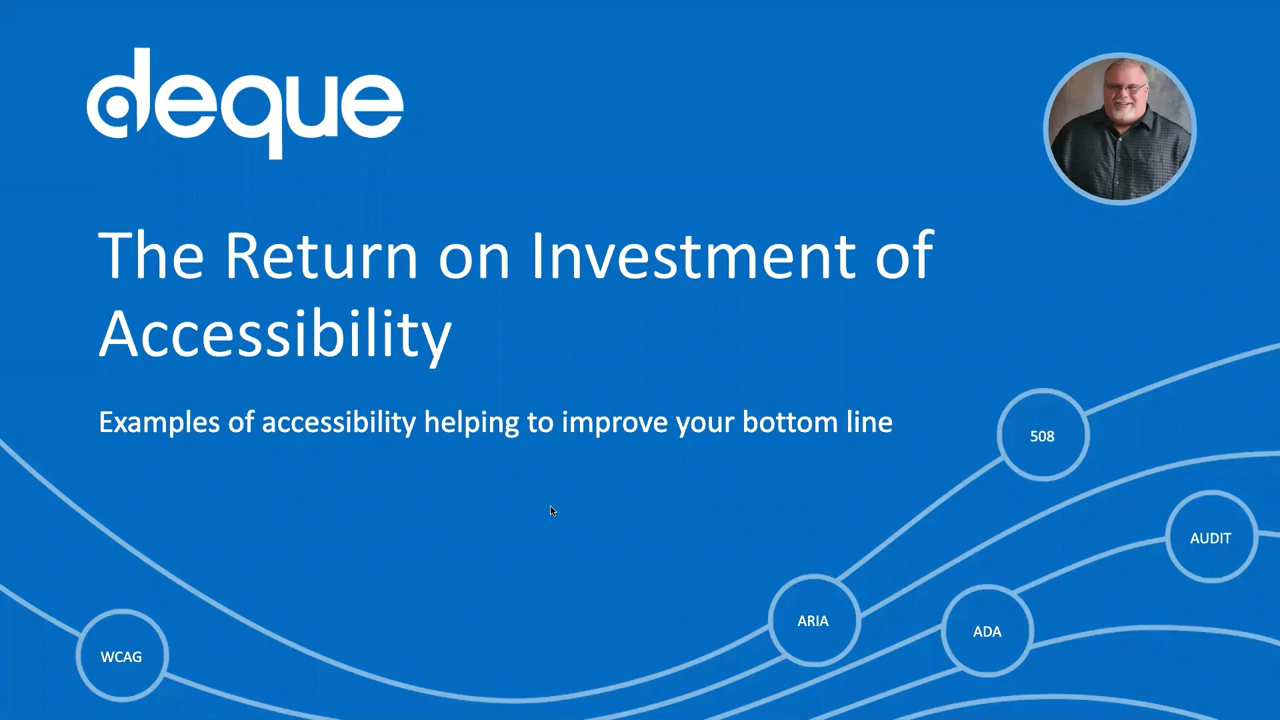 deque
The Return on Investment of
Accessibility
Examples of accessibility helping to improve your bottom line
508
AUDIT
ARIA
ADA
WCAG